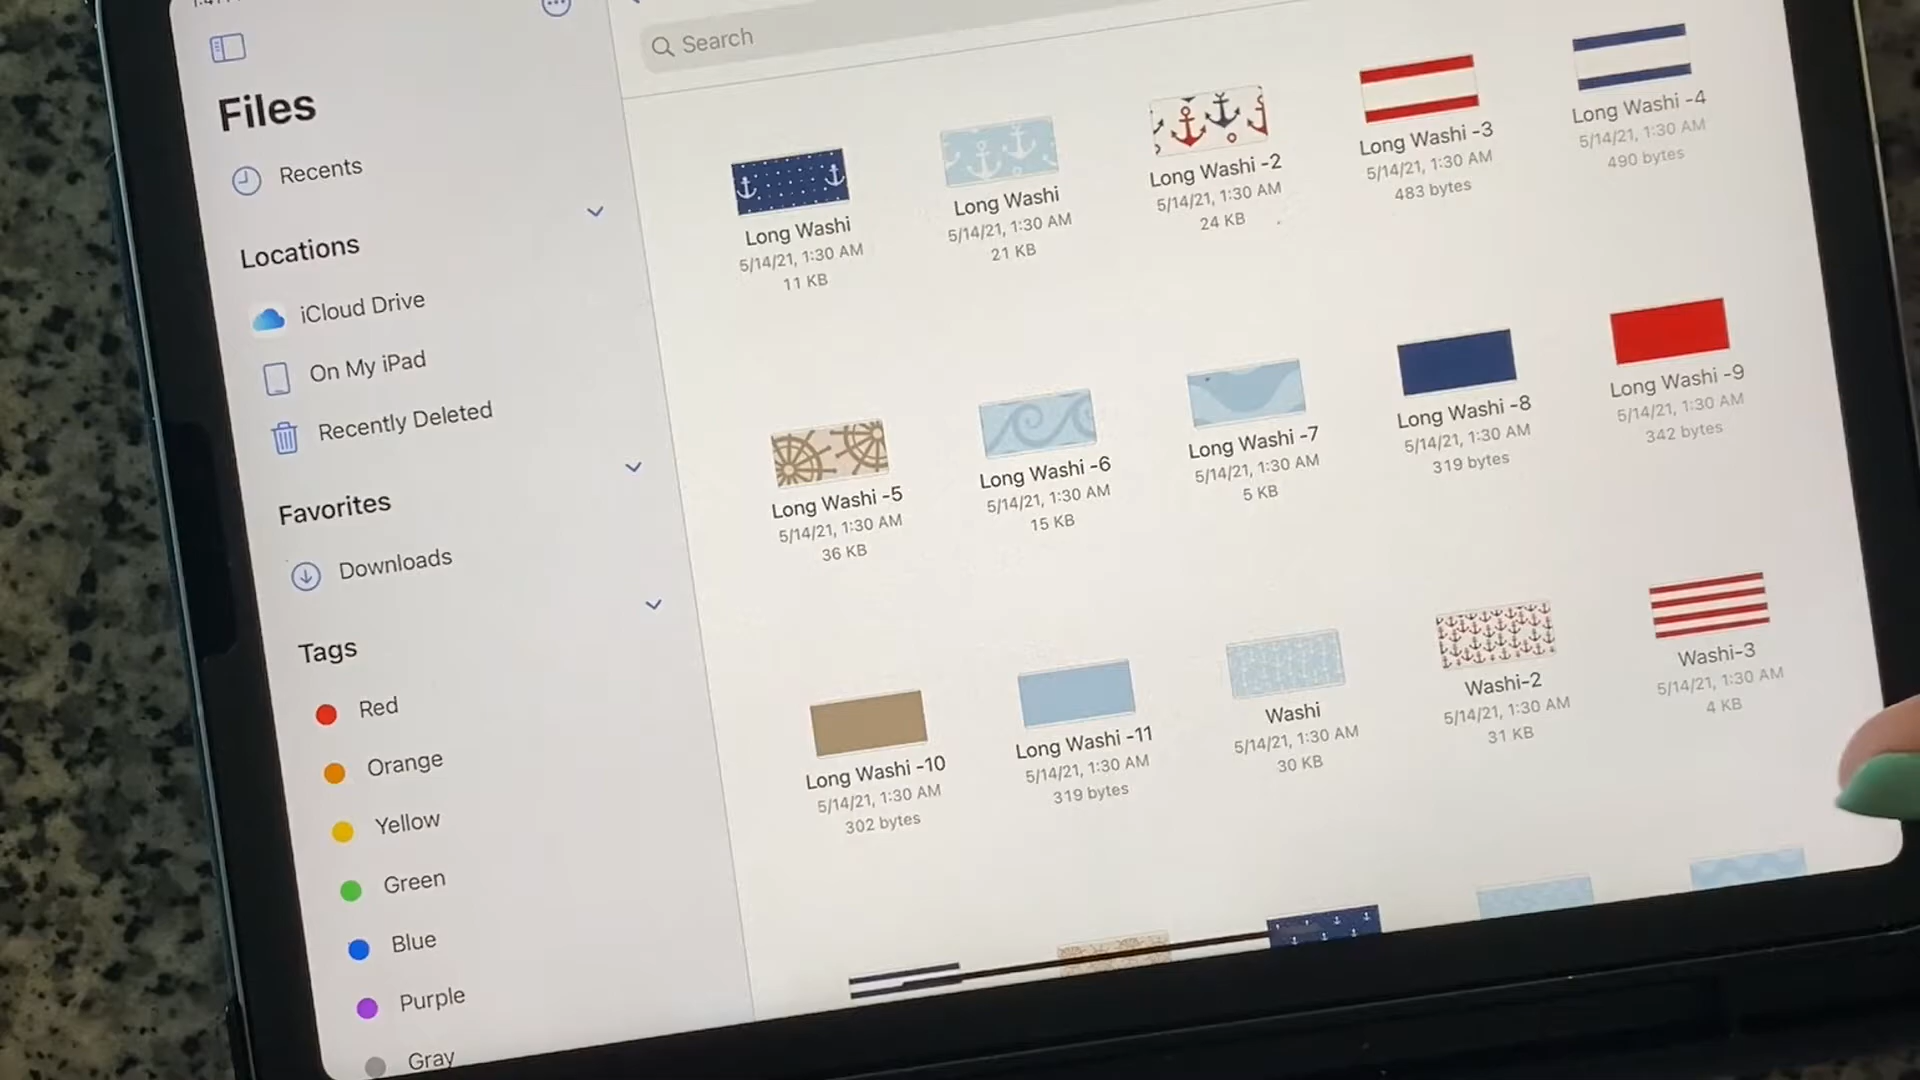 Files
Recents
Locations
iCloud Drive
On My iPad
Recently Deleted
Favorites
Downloads
Tags
Red
Orange
Yellow
Green
Blue
Purple
Gray
Search
Long Washi
5/14/21, 1:30 AM
11 KB
Long Washi
5/14/21, 1:30 AM
21 KB
Long Washi -2
5/14/21, 1:30 AM
24 KB
Long Washi -3
5/14/21, 1:30 AM
483 bytes
Long Washi -4
5/14/21, 1:30 AM
490 bytes
Long Washi -5
5/14/21, 1:30 AM
36 KB
Long Washi -6
5/14/21, 1:30 AM
15 KB
Long Washi -7
5/14/21, 1:30 AM
5 KB
Long Washi -8
5/14/21, 1:30 AM
319 bytes
Long Washi -9
5/14/21, 1:30 AM
342 bytes
Long Washi -10
5/14/21, 1:30 AM
302 bytes
Long Washi -11
5/14/21, 1:30 AM
319 bytes
Washi
5/14/21, 1:30 AM
30 KB
Washi-2
5/14/21, 1:30 AM
31 KB
Washi-3
5/14/21, 1:30 AM
4 KB